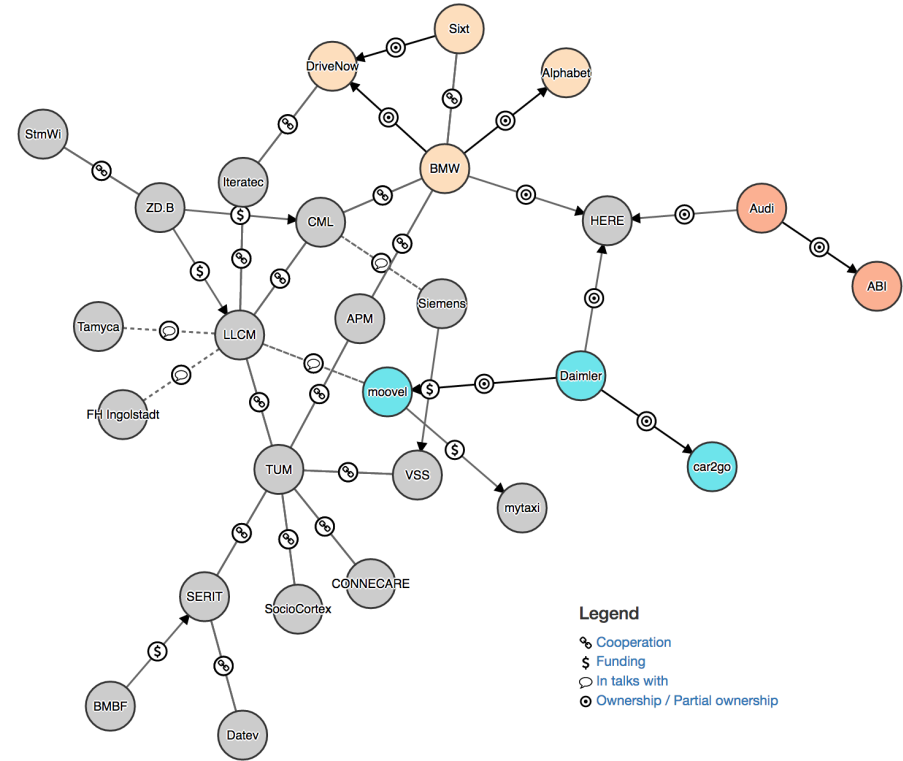 Sixt
DriveNow
Alphabet
StmWi
BMW
Iteratec
ZD.B
CML
HERE
Audi
$
$
ABI
Siemens
Tamyca
LLCM
APM
moovel
$
Daimler
FH Ingolstadt
$
car2go
TUM
VSS
mytaxi
CONNECARE
SERIT
SocioCortex
Legend
Cooperation
$ Funding
In talks with
Ownership / Partial ownership
$
BMBF
Datev